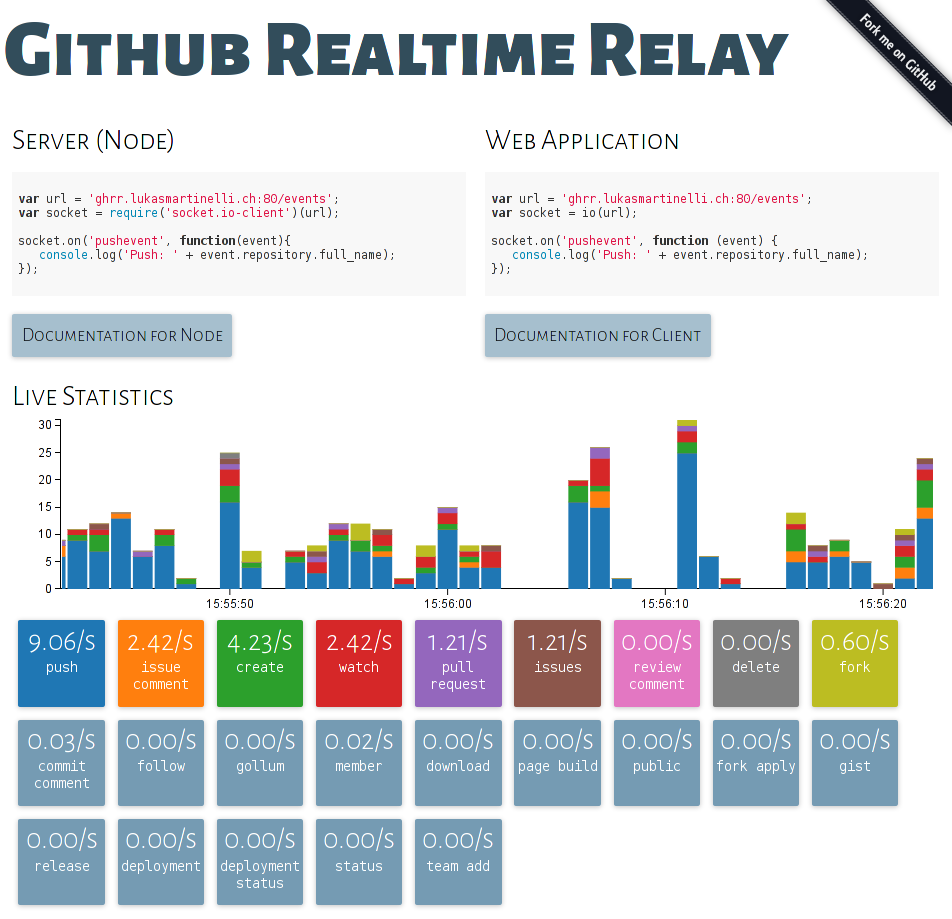 Github Realtime Relay
Fork me on GitHub
Server (Node)
var url = 'ghrr.lukasmartinelli.ch:80/events';
var socket = require('socket.io-client')(url);
socket.on('pushevent', function(event){
console.log('Push: ' + event.repository.full_name);
});
Documentation for Node
Web Application
var url = 'ghrr.lukasmartinelli.ch:80/events';
var socket = io(url);
socket.on('pushevent', function (event) {
console.log('Push: ' + event.repository.full_name);
});
Documentation for Client
Live Statistics
30
25
20
15
10
5
0
15:55:50 15:56:00 15:56:10 15:56:20
9.06/s
push
2.42/s
issue
comment
4.23/s
create
2.42/s
watch
1.21/s
pull
request
1.21/s
issues
0.00/s
review
comment
0.00/s
delete
0.60/s
fork
0.03/s
commit
comment
0.00/s
follow
0.00/s
gollum
0.02/s
member
0.00/s
download
0.00/s
page build
0.00/s
public
0.00/s
fork apply
0.00/s
gist
0.00/s
release
0.00/s
deployment
0.00/s
deployment
status
0.00/s
status
0.00/s
team add